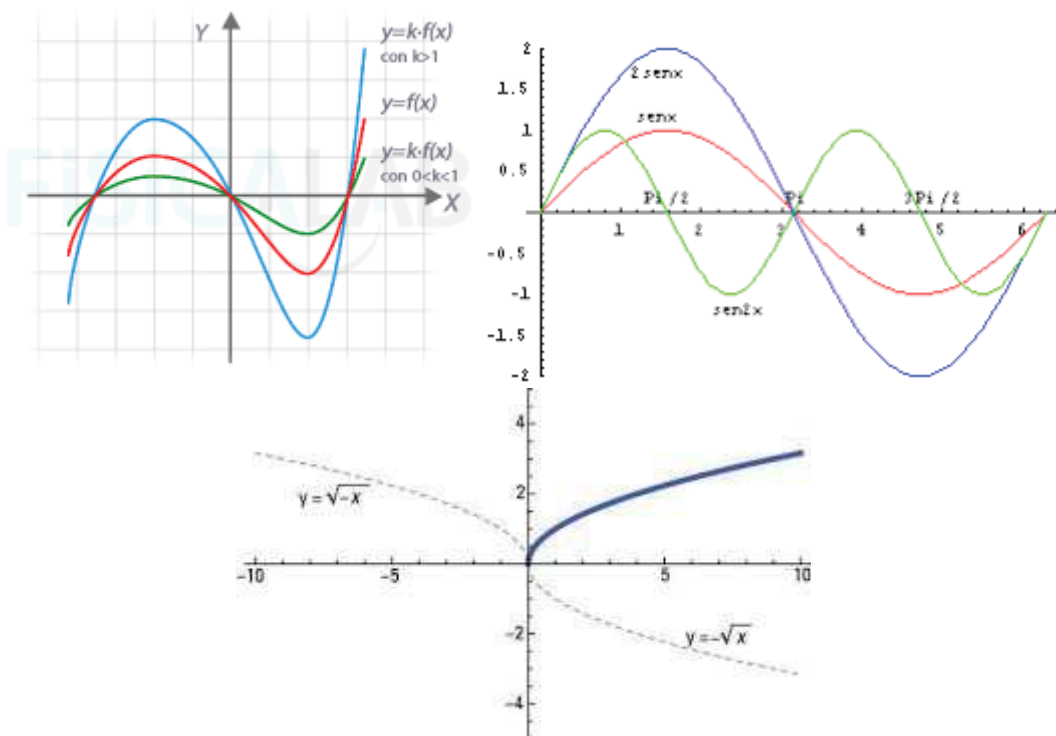 Y
y=k·f(x)
con k>1
y=f(x)
y=k·f(x)
con 0<k<1
X
FISICALAB
2
1.5
1
0.5
-0.5
-1
-1.5
-2
2 senx
senx
Pi/2
Pi
3Pi/2
1
2
4
5
6
sen2x
4
2
-2
-4
-10
-5
5
10
y=√-x
y=-√x